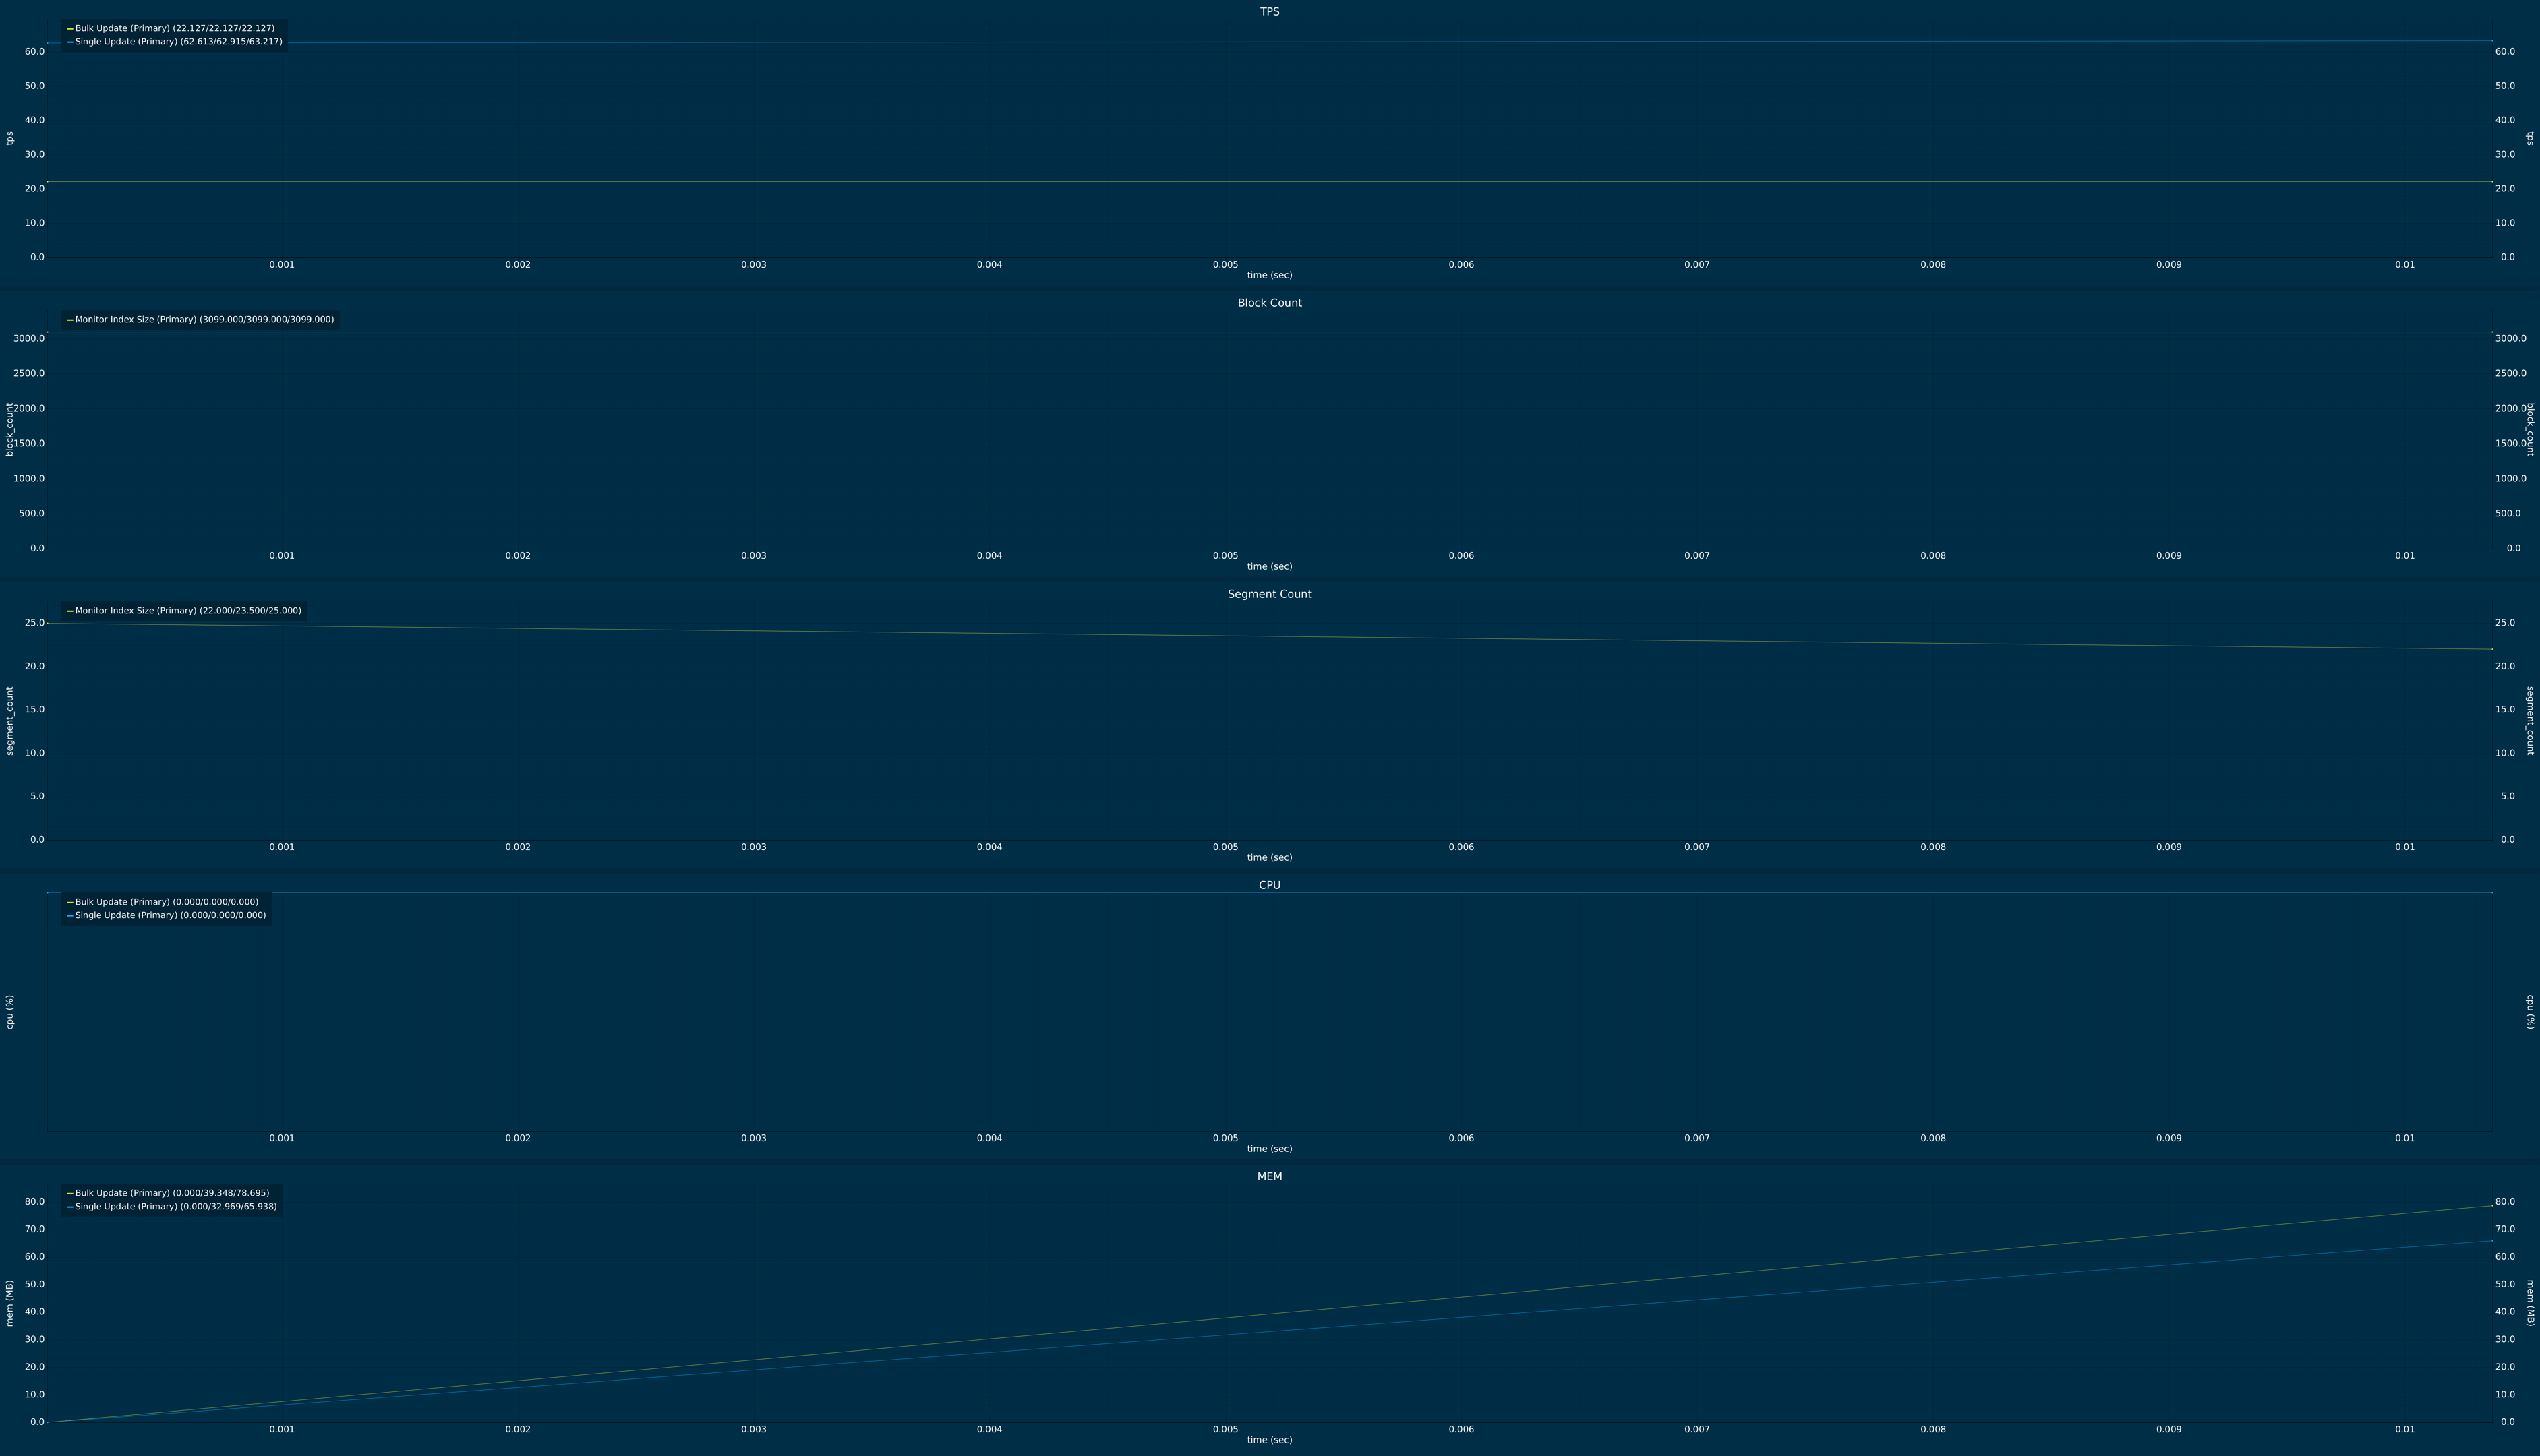 TPS
Bulk Update (Primary) (22.127/22.127/22.127)
Single Update (Primary) (62.613/62.915/63.217)
60.0 60.0
50.0 50.0
40.0 40.0
tps tps
30.0 30.0
20.0 20.0
10.0 10.0
0.0 0.0
0.001 0.002 0.003 0.004 0.005 0.006 0.007 0.008 0.009 0.01
time (sec)
Block Count
Monitor Index Size (Primary) (3099.000/3099.000/3099.000)
3000.0 3000.0
2500.0 2500.0
2000.0 2000.0
block_count block_count
1500.0 1500.0
1000.0 1000.0
500.0 500.0
0.0 0.0
0.001 0.002 0.003 0.004 0.005 0.006 0.007 0.008 0.009 0.01
time (sec)
Segment Count
Monitor Index Size (Primary) (22.000/23.500/25.000)
25.0 25.0
20.0 20.0
segment_count segment_count
15.0 15.0
10.0 10.0
5.0 5.0
0.0 0.0
0.001 0.002 0.003 0.004 0.005 0.006 0.007 0.008 0.009 0.01
time (sec)
CPU
Bulk Update (Primary) (0.000/0.000/0.000)
Single Update (Primary) (0.000/0.000/0.000)
cpu (%) cpu (%)
0.001 0.002 0.003 0.004 0.005 0.006 0.007 0.008 0.009 0.01
time (sec)
MEM
Bulk Update (Primary) (0.000/39.348/78.695)
Single Update (Primary) (0.000/32.969/65.938)
80.0 80.0
70.0 70.0
60.0 60.0
50.0 50.0
mem (MB) mem (MB)
40.0 40.0
30.0 30.0
20.0 20.0
10.0 10.0
0.0 0.0
0.001 0.002 0.003 0.004 0.005 0.006 0.007 0.008 0.009 0.01
time (sec)